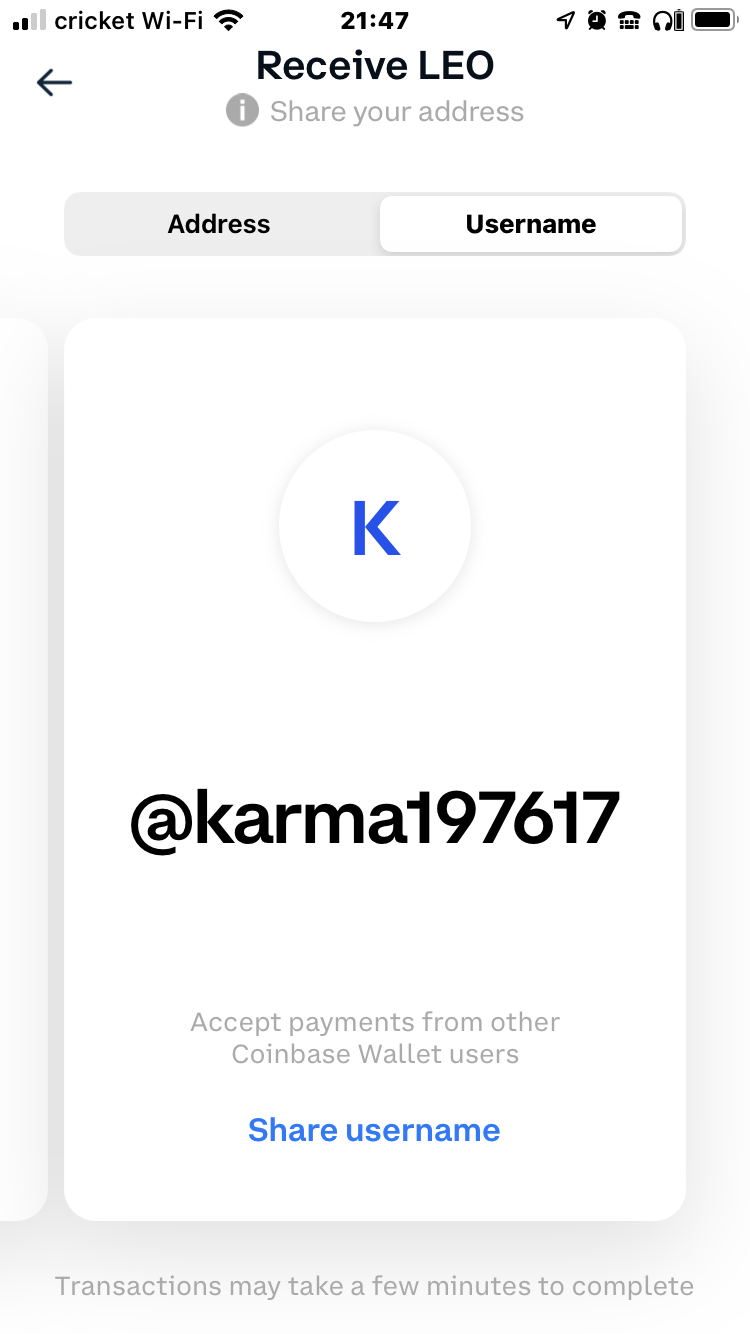 cricket Wi-Fi 21:47
Receive LEO
i Share your address
Address Username
K
@karma197617
Accept payments from other
Coinbase Wallet users
Share username
Transactions may take a few minutes to complete